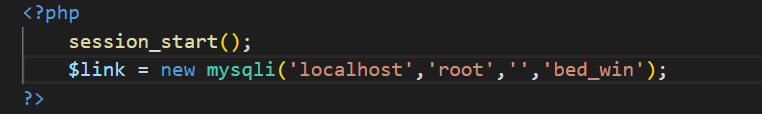 <?php
session_start();
$link = new mysqli('localhost','root','','bed_win');
?>